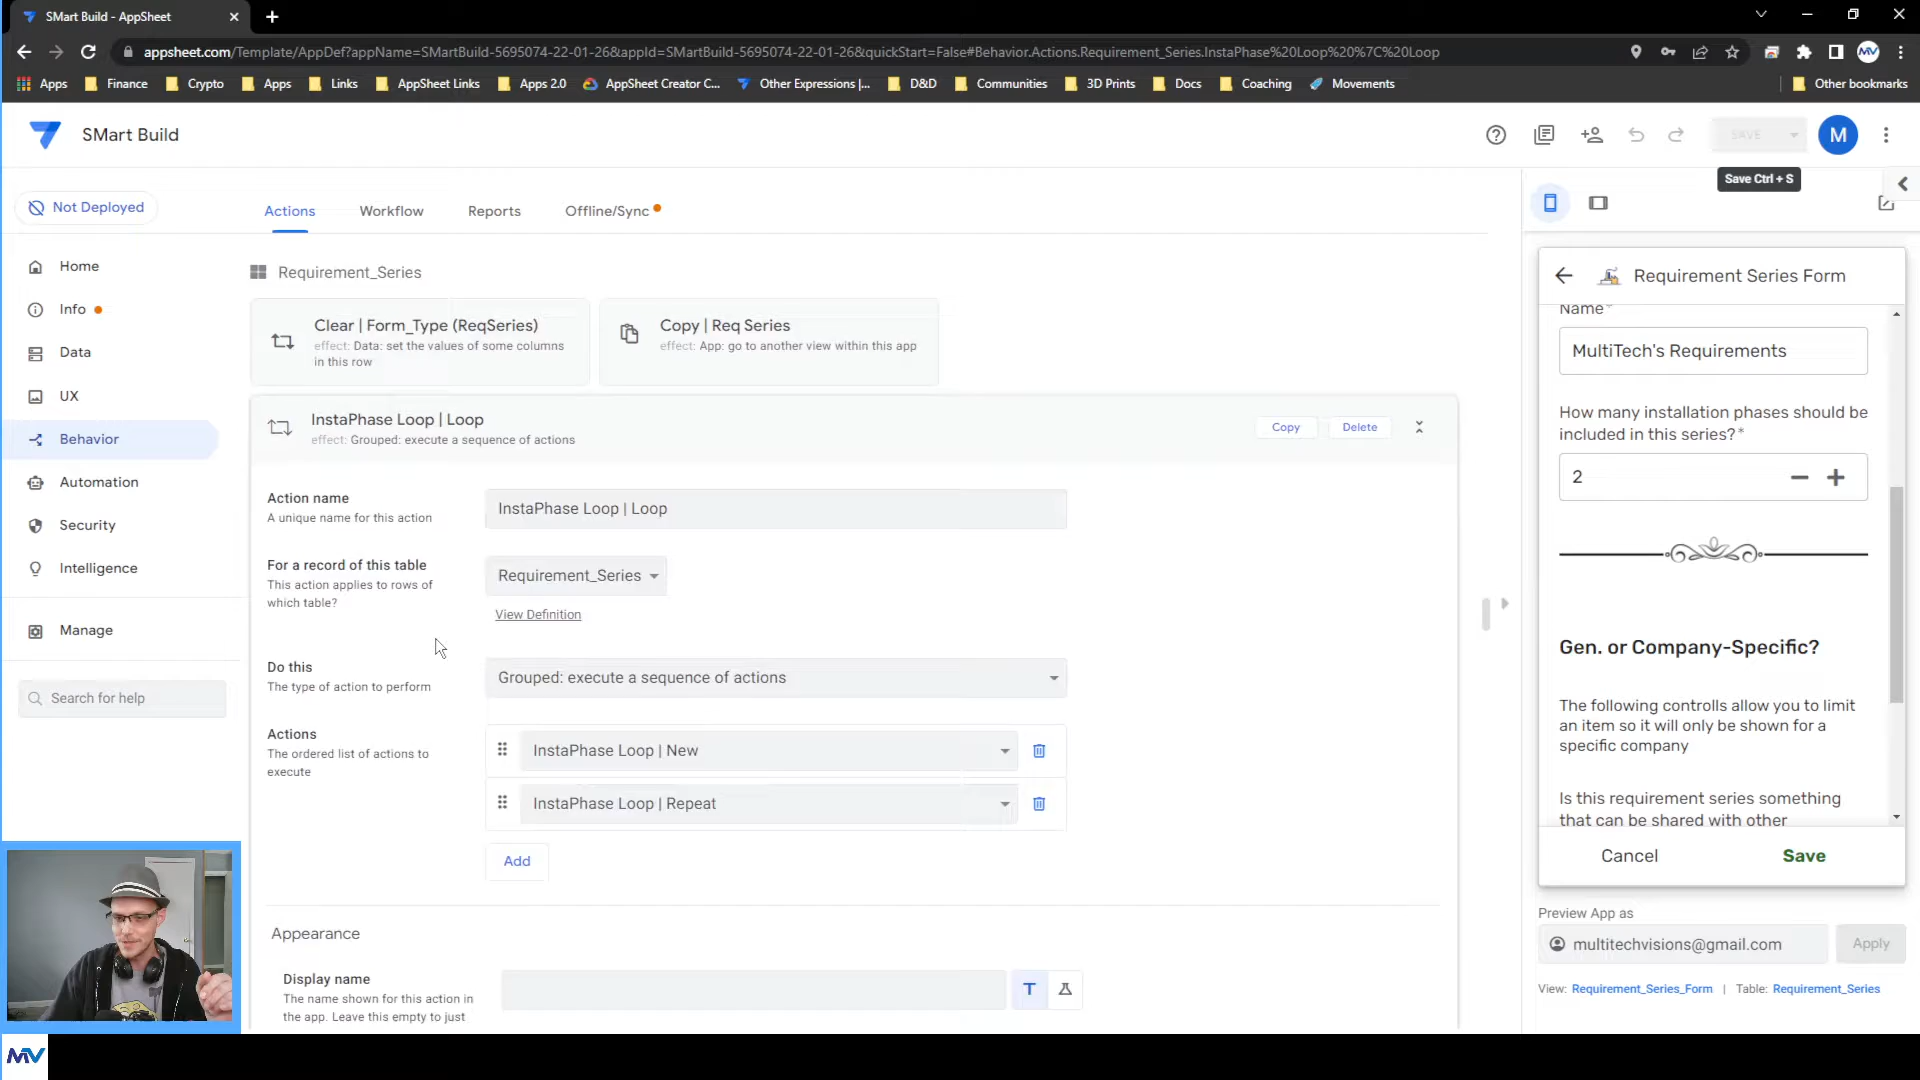 SMart Build - AppSheet
appsheet.com/Template/AppDef?appName=SMartBuild-5695074-22-01-26&appId=SMartBuild-5695074-22-01-26&quickStart=False#Behavior.Actions.Requirement_Series.InstaPhase%20Loop%20%7C%20Loop
MV
Apps
Finance
Crypto
Apps
Links
AppSheet Links
Apps 2.0
AppSheet Creator C...
Other Expressions |...
D&D
Communities
3D Prints
Docs
Coaching
Movements
Other bookmarks
SMart Build
SAVE
M
Save Ctrl + S
Not Deployed
Home
Info
Data
UX
Behavior
Automation
Security
Intelligence
Manage
Search for help
Actions
Workflow
Reports
Offline/Sync
Requirement_Series
Clear | Form_Type (ReqSeries)
effect: Data: set the values of some columns
in this row
Copy | Req Series
effect: App: go to another view within this app
InstaPhase Loop | Loop
effect: Grouped: execute a sequence of actions
Copy
Delete
Action name
A unique name for this action
InstaPhase Loop | Loop
For a record of this table
This action applies to rows of
which table?
Requirement_Series
View Definition
Do this
The type of action to perform
Grouped: execute a sequence of actions
Actions
The ordered list of actions to
execute
InstaPhase Loop | New
InstaPhase Loop | Repeat
Add
Appearance
Display name
The name shown for this action in
the app. Leave this empty to just
T
Requirement Series Form
Name*
MultiTech's Requirements
How many installation phases should be
included in this series?*
2
Gen. or Company-Specific?
The following controlls allow you to limit
an item so it will only be shown for a
specific company
Is this requirement series something
that can be shared with other
Cancel
Save
Preview App as
multitechvisions@gmail.com
Apply
View: Requirement_Series_Form | Table: Requirement_Series
MV